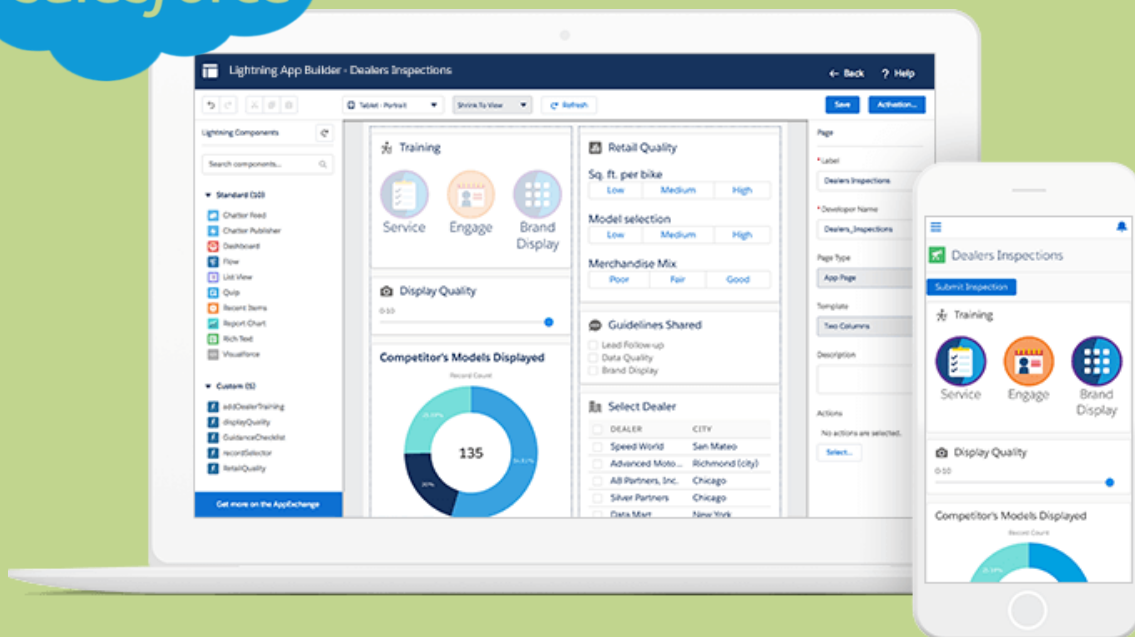 salesforce
Lightning App Builder - Dealers Inspections
← Back
? Help
Tablet - Portrait
Shrink To View
Refresh
Save
Activation...
Lightning Components
Search components...
Standard (10)
Chatter Feed
Chatter Publisher
Dashboard
Flow
List View
Quip
Recent Items
Report Chart
Rich Text
Visualforce
Custom (5)
addDealerTraining
displayQuality
GuidanceChecklist
recordSelector
RetailQuality
Get more on the AppExchange
Training
Service
Engage
Brand
Display
Display Quality
0-10
Competitor's Models Displayed
Record Count
135
20%
Retail Quality
Sq. ft. per bike
Low Medium High
Model selection
Low Medium High
Merchandise Mix
Poor Fair Good
Guidelines Shared
Lead Follow-up
Data Quality
Brand Display
Select Dealer
DEALER CITY
Speed World San Mateo
Advanced Moto... Richmond (city)
A8 Partners, Inc. Chicago
Silver Partners Chicago
Data Mart New York
Page
*Label
Dealers Inspections
*Developer Name
Dealers_Inspections
Page Type
App Page
Template
Two Columns
Description
Actions
No actions are selected.
Select...
Dealers Inspections
Submit Inspection
Training
Service
Engage
Brand
Display
Display Quality
0-10
Competitor's Models Displayed
Record Count